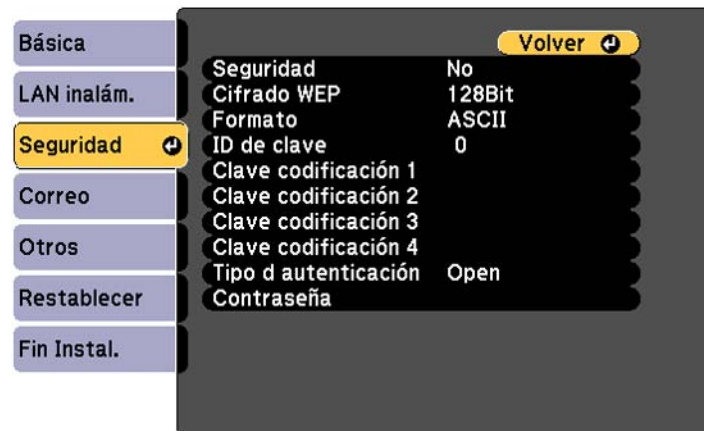 Básica
LAN inalám.
Seguridad
Correo
Otros
Restablecer
Fin Instal.
Volver
Seguridad No
Cifrado WEP 128Bit
Formato ASCII
ID de clave 0
Clave codificación 1
Clave codificación 2
Clave codificación 3
Clave codificación 4
Tipo d autenticación Open
Contraseña